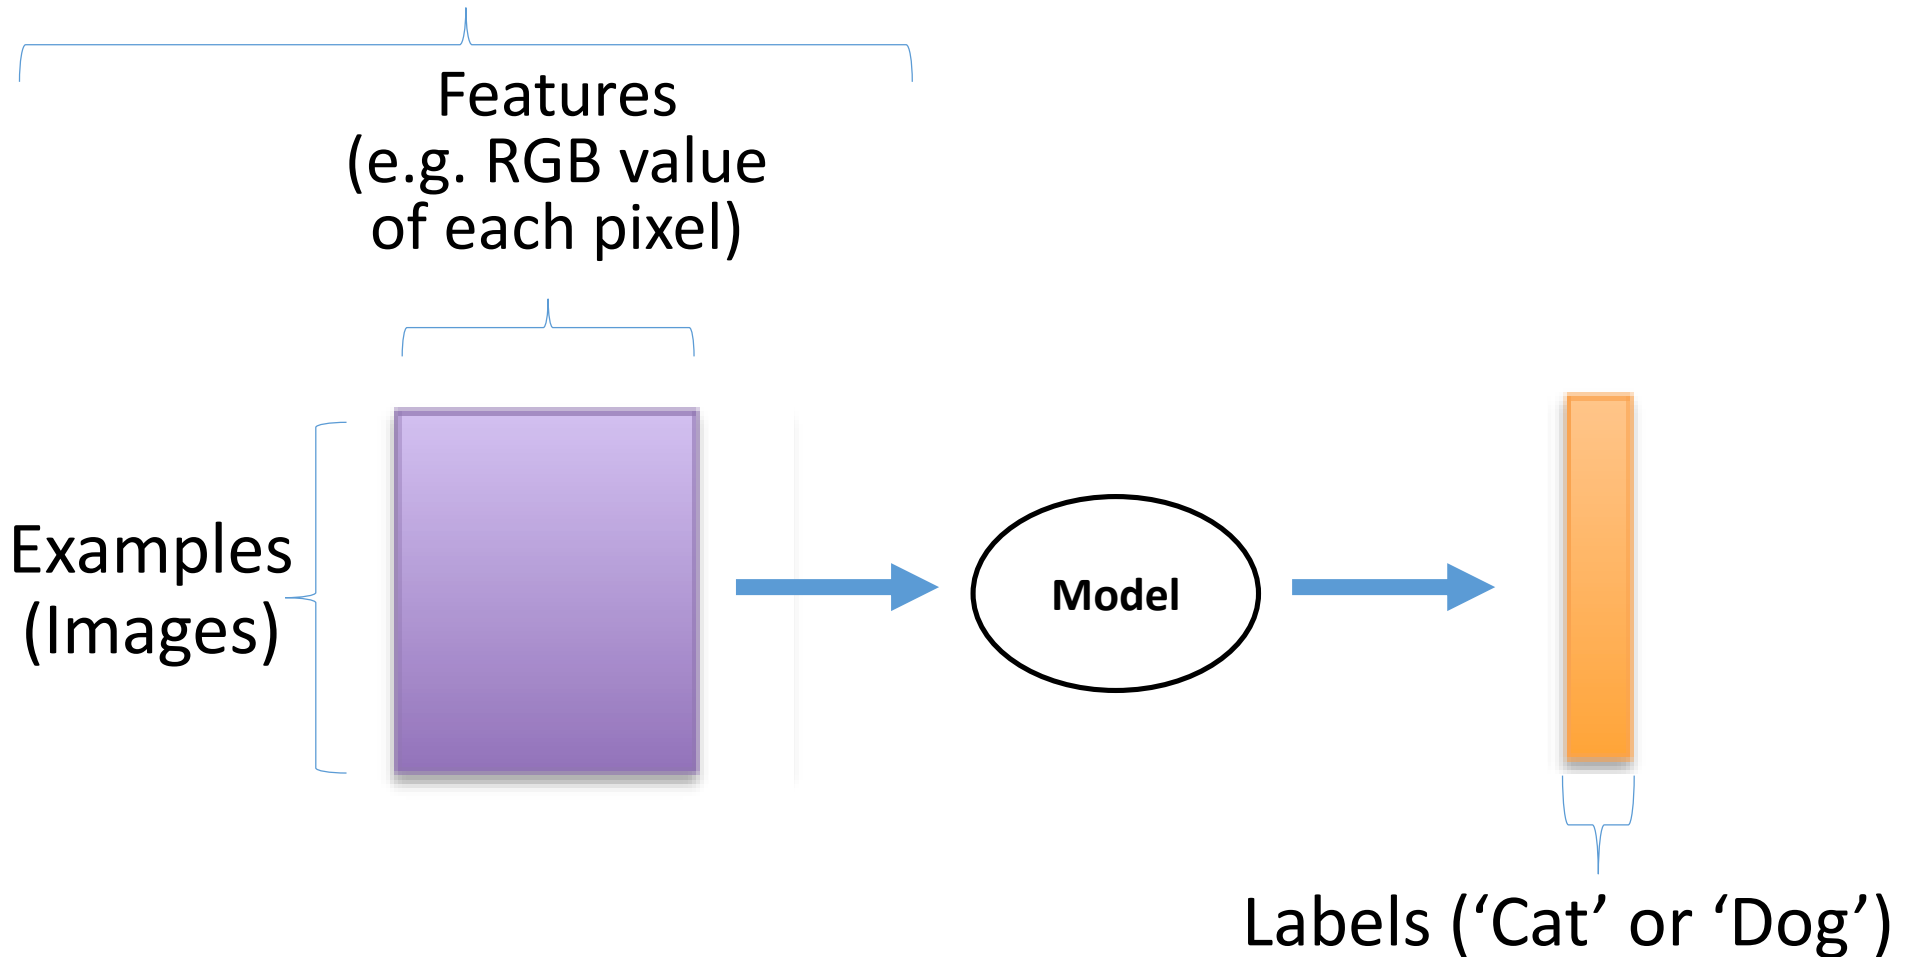 Features
(e.g. RGB value
of each pixel)
Examples
(Images)
Model
Labels (‘Cat’ or ‘Dog’)